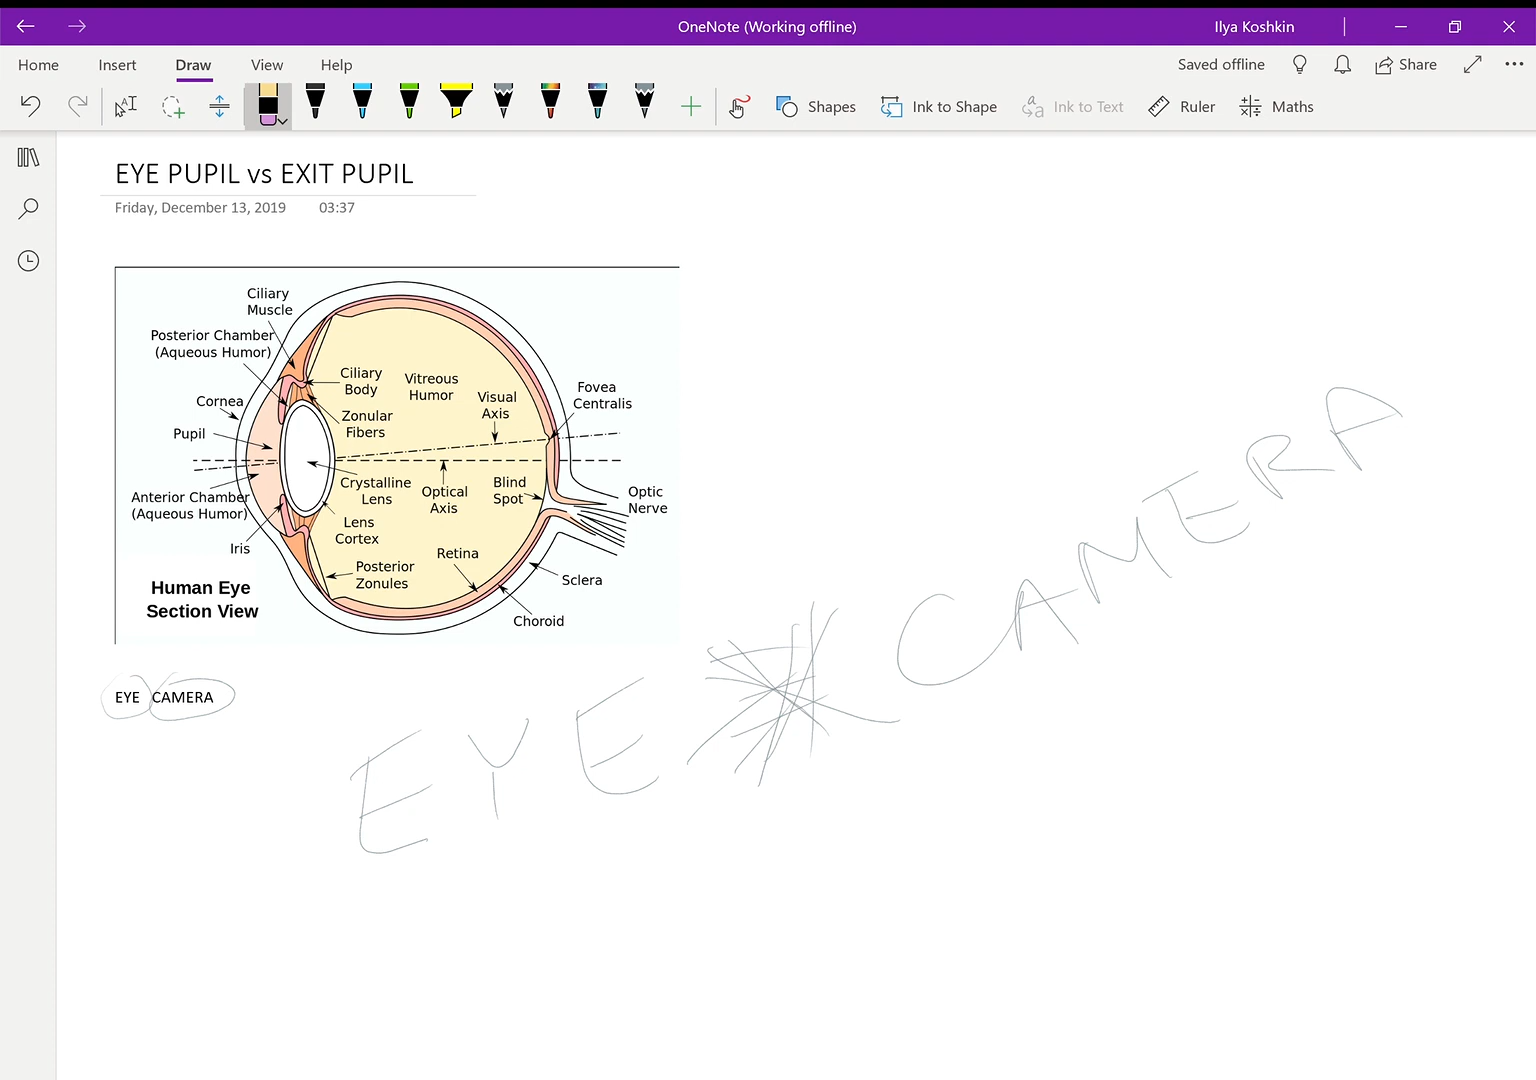 OneNote (Working offline)
Ilya Koshkin
Home Insert Draw View Help
Saved offline
Share
Shapes
Ink to Shape
Ink to Text
Ruler
Maths
EYE PUPIL vs EXIT PUPIL
Friday, December 13, 2019 03:37
Ciliary
Muscle
Posterior Chamber
(Aqueous Humor)
Cornea
Pupil
Anterior Chamber
(Aqueous Humor)
Iris
Ciliary
Body
Vitreous
Humor
Zonular
Fibers
Visual
Axis
Fovea
Centralis
Crystalline
Lens
Optical
Axis
Blind
Spot
Optic
Nerve
Lens
Cortex
Retina
Posterior
Zonules
Sclera
Choroid
Human Eye
Section View
EYE CAMERA
EYE CAMERA